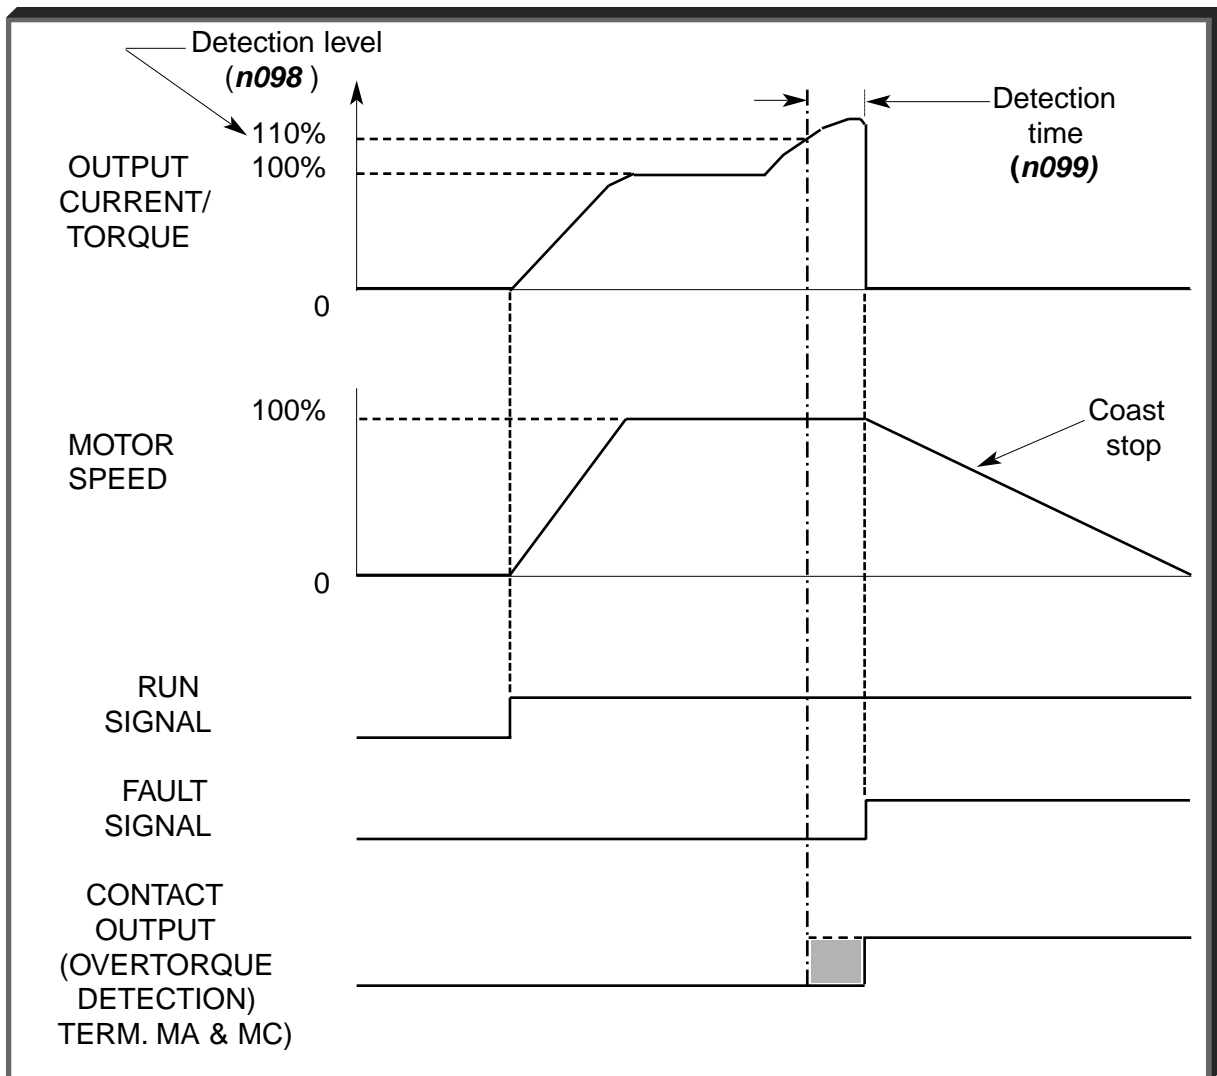 Detection level
(n098 )
110%
100%
OUTPUT
CURRENT/
TORQUE
0
Detection
time
(n099)
100%
MOTOR
SPEED
0
Coast
stop
RUN
SIGNAL
FAULT
SIGNAL
CONTACT
OUTPUT
(OVERTORQUE
DETECTION)
TERM. MA & MC)